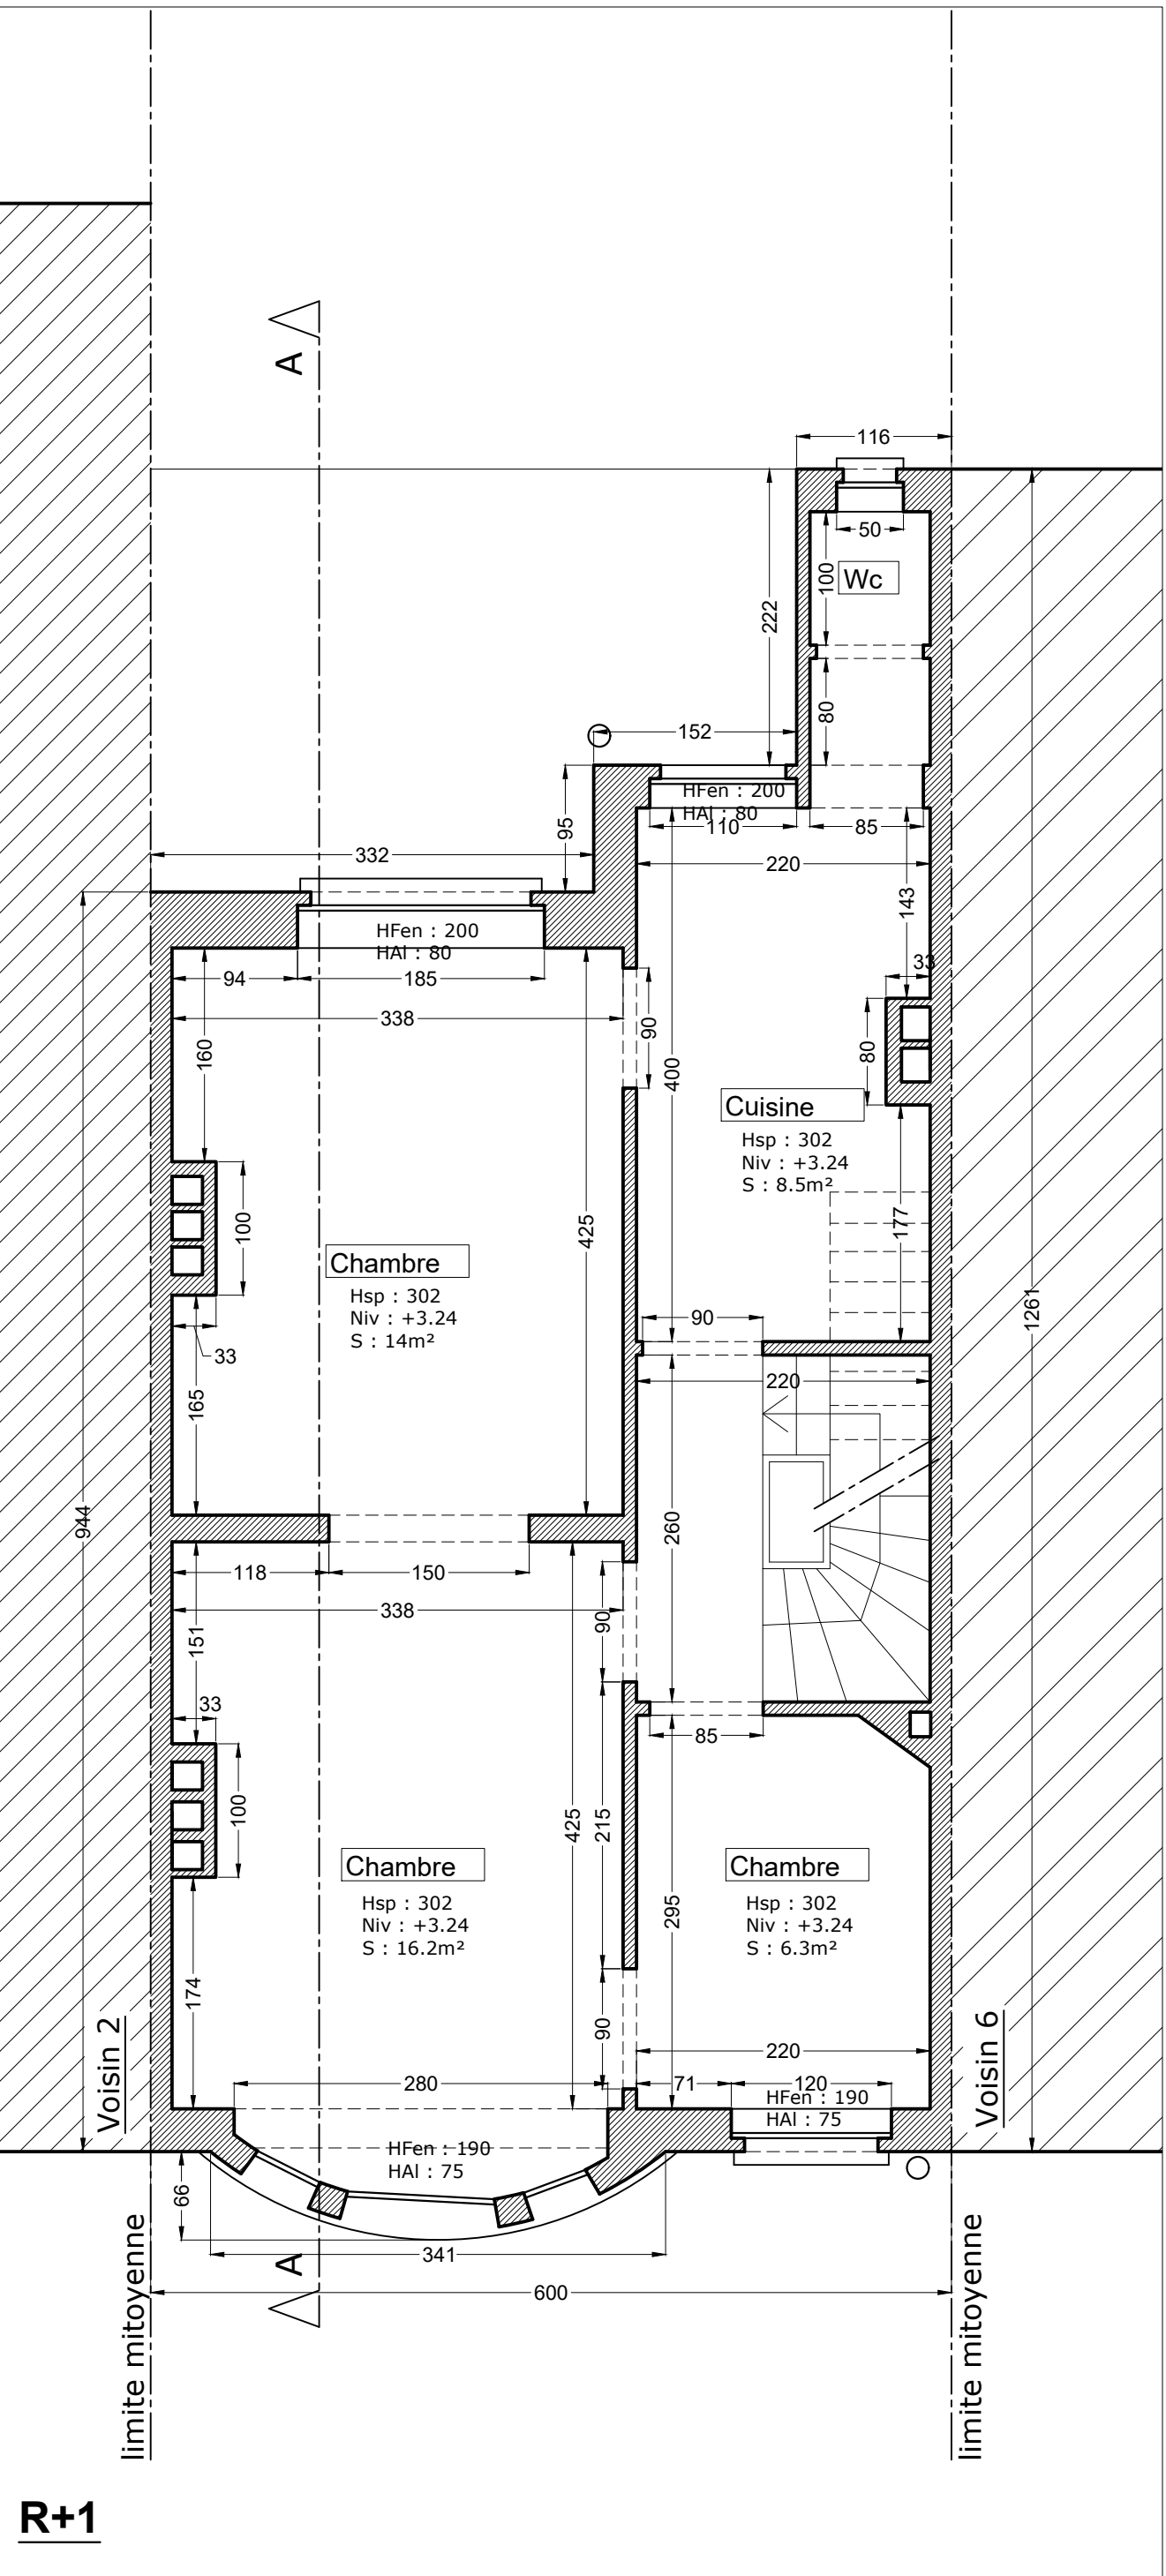 A
116
50
Wc
100
222
80
152
HFen : 200
HAl : 80
110
85
95
332
220
143
HFen : 200
HAl : 80
33
94
185
338
90
160
80
400
Cuisine
Hsp : 302
Niv : +3.24
S : 8.5m²
100
425
177
Chambre
Hsp : 302
Niv : +3.24
S : 14m²
1261
90
33
220
165
944
260
118
150
338
90
151
33
85
100
425
215
Chambre
Hsp : 302
Niv : +3.24
S : 16.2m²
Chambre
Hsp : 302
Niv : +3.24
S : 6.3m²
295
174
90
Voisin 2
Voisin 6
220
280
71
120
HFen : 190
HAl : 75
HFen : 190
HAl : 75
66
341
A
600
limite mitoyenne
limite mitoyenne
R+1